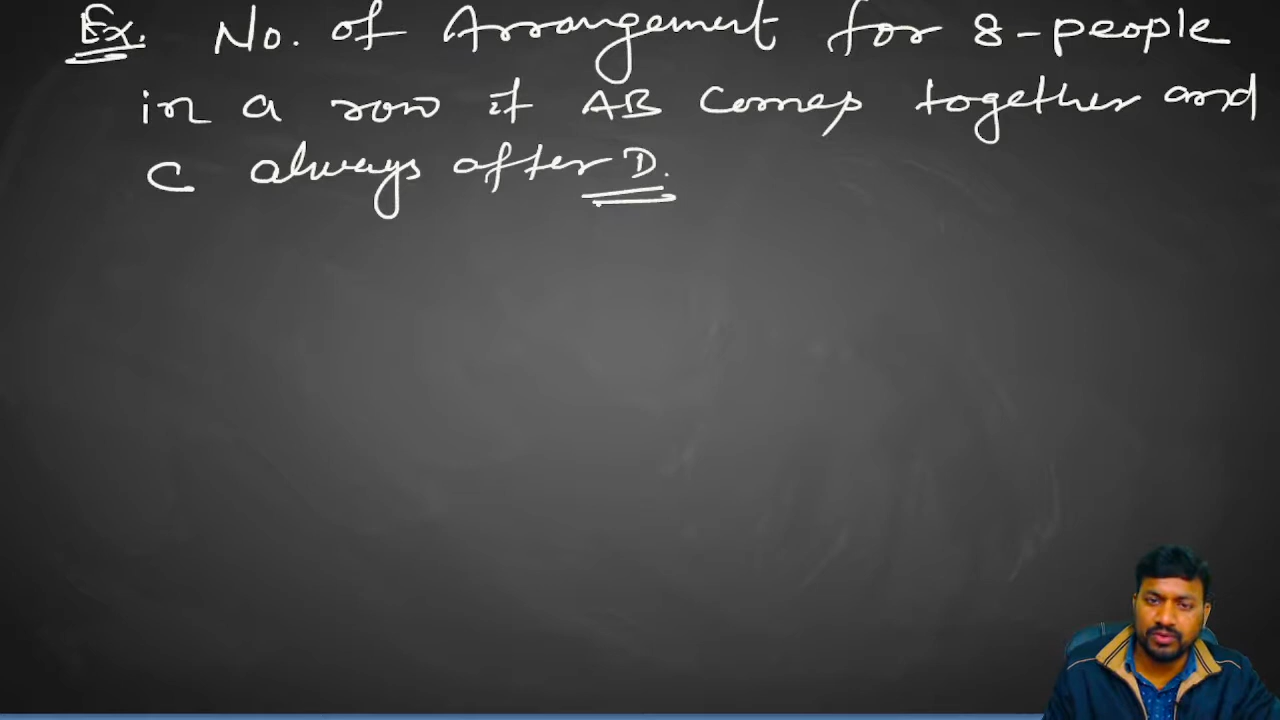 Ex. No. of Arrangement for 8-people
in a row if AB comes together and
C always after D.